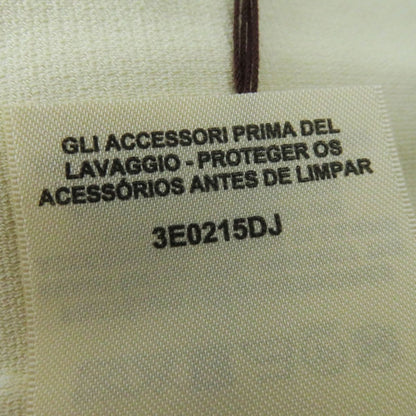 GLI ACCESSORI PRIMA DEL
LAVAGGIO - PROTEGER OS
ACESSÓRIOS ANTES DE LIMPAR
3E0215DJ